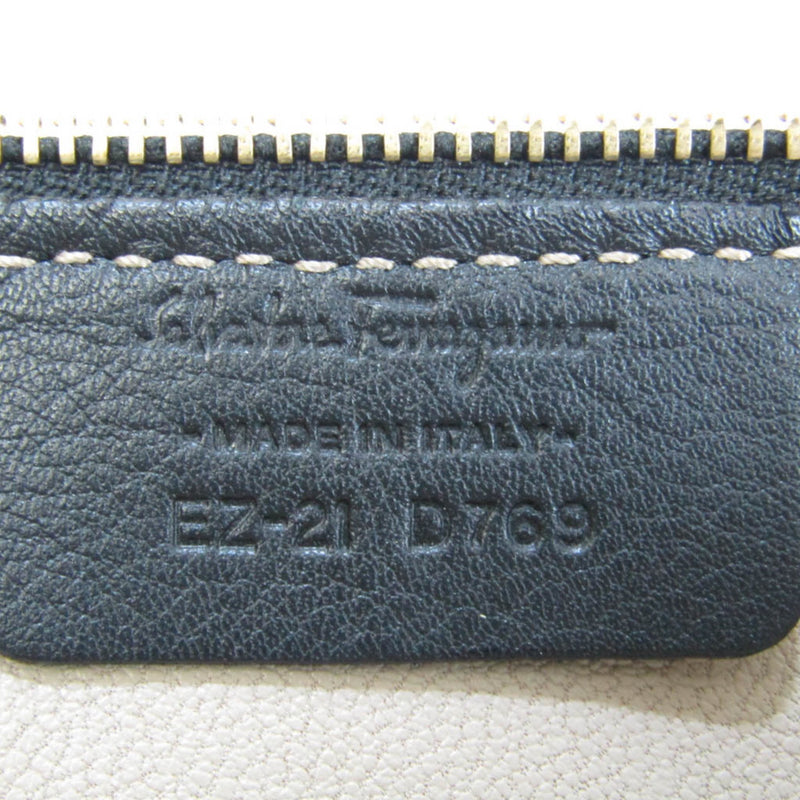 Salvatore Ferragamo
-MADE IN ITALY-
EZ-21 D769